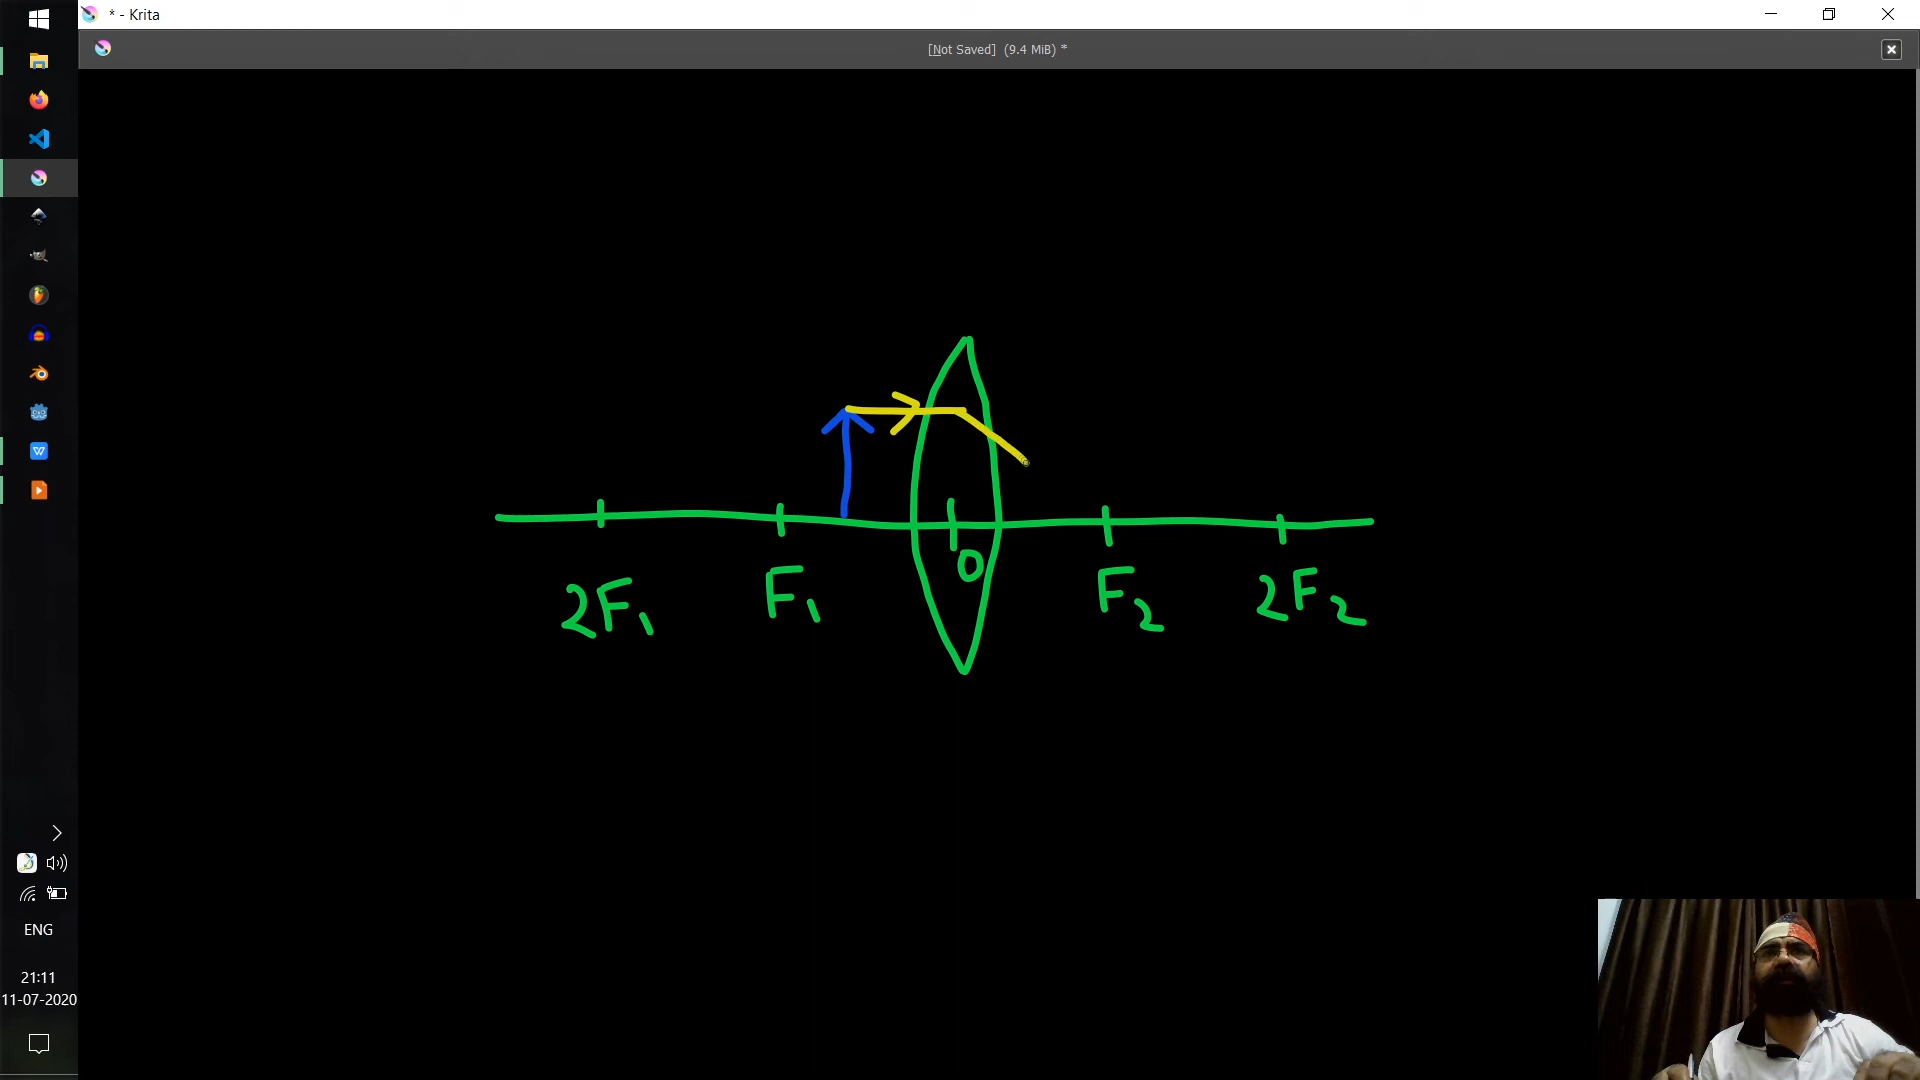 * - Krita
[Not Saved] (9.4 MiB) *
O
2F1 F1 F2 2F2
ENG
21:11
11-07-2020